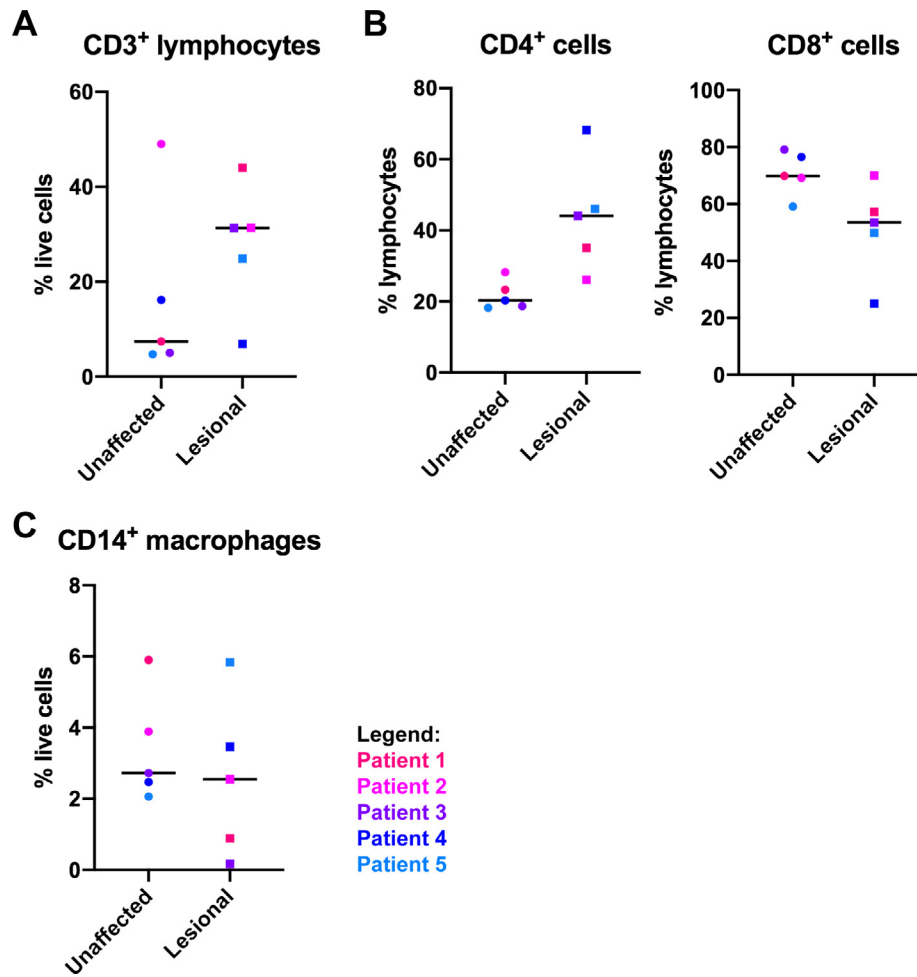 A
CD3+ lymphocytes
% live cells
60
40
20
0
Unaffected
Lesional
B
CD4+ cells
% lymphocytes
80
60
40
20
0
Unaffected
Lesional
CD8+ cells
% lymphocytes
100
80
60
40
20
0
Unaffected
Lesional
C
CD14+ macrophages
% live cells
8
6
4
2
0
Unaffected
Lesional
Legend:
Patient 1
Patient 2
Patient 3
Patient 4
Patient 5